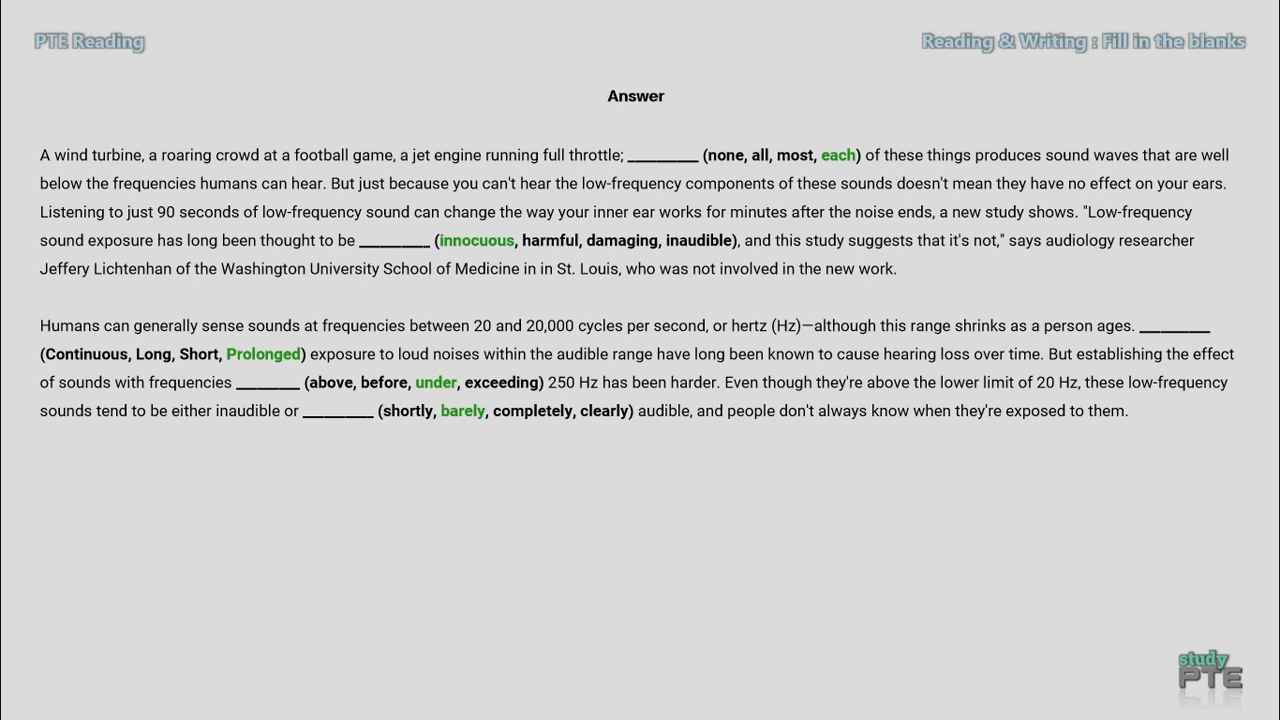 PTE Reading
Reading & Writing : Fill in the blanks
Answer
A wind turbine, a roaring crowd at a football game, a jet engine running full throttle; ________ (none, all, most, each) of these things produces sound waves that are well
below the frequencies humans can hear. But just because you can't hear the low-frequency components of these sounds doesn't mean they have no effect on your ears.
Listening to just 90 seconds of low-frequency sound can change the way your inner ear works for minutes after the noise ends, a new study shows. "Low-frequency
sound exposure has long been thought to be ________ (innocuous, harmful, damaging, inaudible), and this study suggests that it's not," says audiology researcher
Jeffery Lichtenhan of the Washington University School of Medicine in in St. Louis, who was not involved in the new work.
Humans can generally sense sounds at frequencies between 20 and 20,000 cycles per second, or hertz (Hz)—although this range shrinks as a person ages. ________
(Continuous, Long, Short, Prolonged) exposure to loud noises within the audible range have long been known to cause hearing loss over time. But establishing the effect
of sounds with frequencies ________ (above, before, under, exceeding) 250 Hz has been harder. Even though they're above the lower limit of 20 Hz, these low-frequency
sounds tend to be either inaudible or ________ (shortly, barely, completely, clearly) audible, and people don't always know when they're exposed to them.
study
PTE